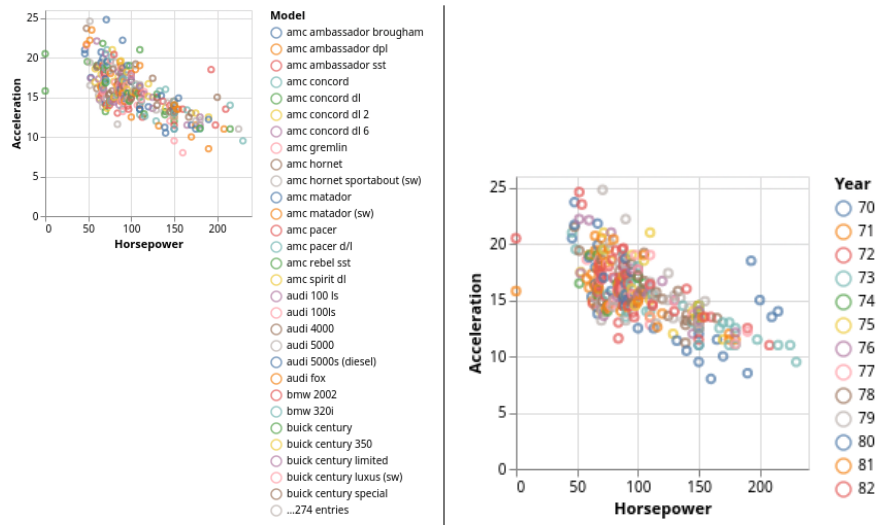 25
20
15
10
5
0
Acceleration
0 50 100 150 200
Horsepower
Model
amc ambassador brougham
amc ambassador dpl
amc ambassador sst
amc concord
amc concord dl
amc concord dl 2
amc concord dl 6
amc gremlin
amc hornet
amc hornet sportabout (sw)
amc matador
amc matador (sw)
amc pacer
amc pacer d/l
amc rebel sst
amc spirit dl
audi 100 ls
audi 100ls
audi 4000
audi 5000
audi 5000s (diesel)
audi fox
bmw 2002
bmw 320i
buick century
buick century 350
buick century limited
buick century luxus (sw)
buick century special
...274 entries
25
20
15
10
5
0
Acceleration
0 50 100 150 200
Horsepower
Year
70
71
72
73
74
75
76
77
78
79
80
81
82